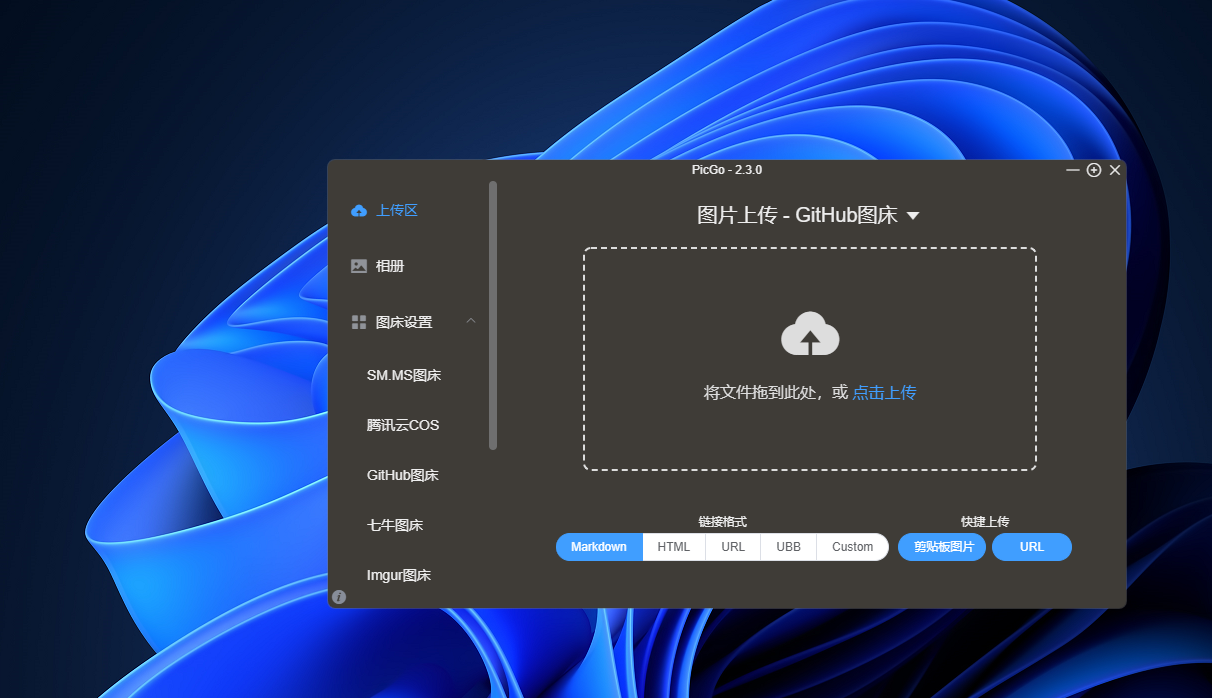 PicGo - 2.3.0
上传区
相册
图床设置
SM.MS图床
腾讯云COS
GitHub图床
七牛图床
Imgur图床
图片上传 - GitHub图床
将文件拖到此处，或 点击上传
链接格式
Markdown HTML URL UBB Custom
快捷上传
剪贴板图片 URL